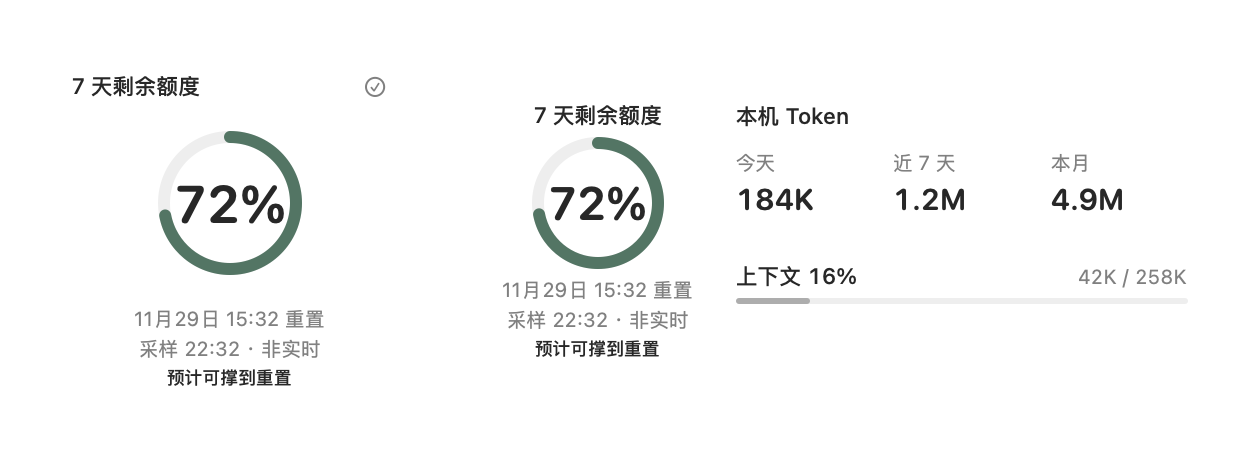 7 天剩余额度
72%
11月29日 15:32 重置
采样 22:32 · 非实时
预计可撑到重置
7 天剩余额度
72%
11月29日 15:32 重置
采样 22:32 · 非实时
预计可撑到重置
本机 Token
今天 近 7 天 本月
184K 1.2M 4.9M
上下文 16% 42K / 258K